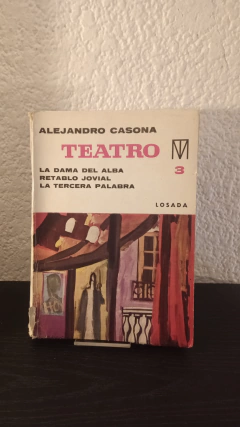 ALEJANDRO CASONA
TEATRO
LA DAMA DEL ALBA
RETABLO JOVIAL
LA TERCERA PALABRA
3
LOSADA